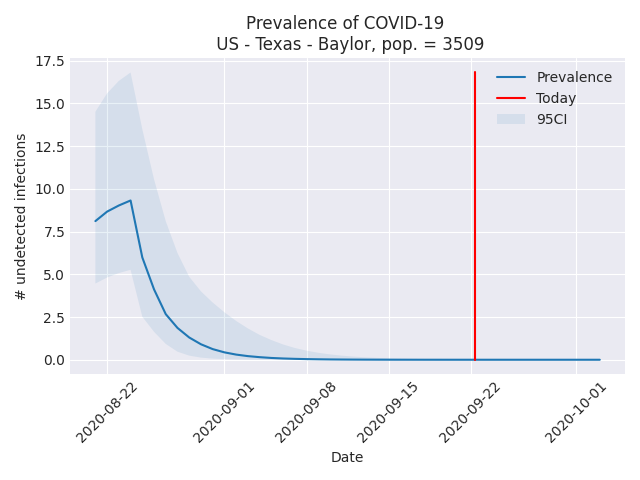 Prevalence of COVID-19
US - Texas - Baylor, pop. = 3509
17.5
15.0
12.5
10.0
7.5
5.0
2.5
0.0
# undetected infections
Prevalence
Today
95CI
2020-08-22
2020-09-01
2020-09-08
2020-09-15
2020-09-22
2020-10-01
Date